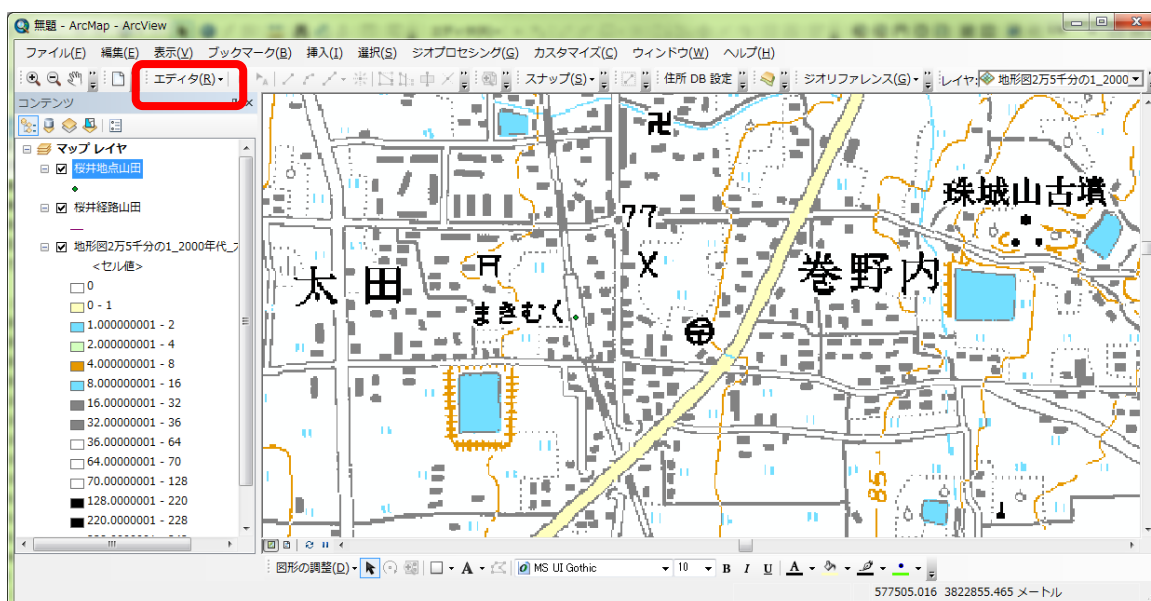 無題 - ArcMap - ArcView
ファイル(F) 編集(E) 表示(V) ブックマーク(B) 挿入(I) 選択(S) ジオプロセシング(G) カスタマイズ(C) ウィンドウ(W) ヘルプ(H)
エディタ(R) スナップ(S) 住所 DB 設定 ジオリファレンス(G) レイヤ: 地形図2万5千分の1_2000
コンテンツ
マップ レイヤ
桜井地点山田
桜井経路山田
地形図2万5千分の1_2000年代_
<セル値>
0
0 - 1
1.000000001 - 2
2.000000001 - 4
4.000000001 - 8
8.000000001 - 16
16.00000001 - 32
32.00000001 - 36
36.00000001 - 64
64.00000001 - 70
70.00000001 - 128
128.0000001 - 220
220.0000001 - 228
卍
珠城山古墳
77
太田
X
巻野内
まきむく
85
図形の調整(D) A MS UI Gothic 10 B I U A
577505.016 3822855.465 メートル